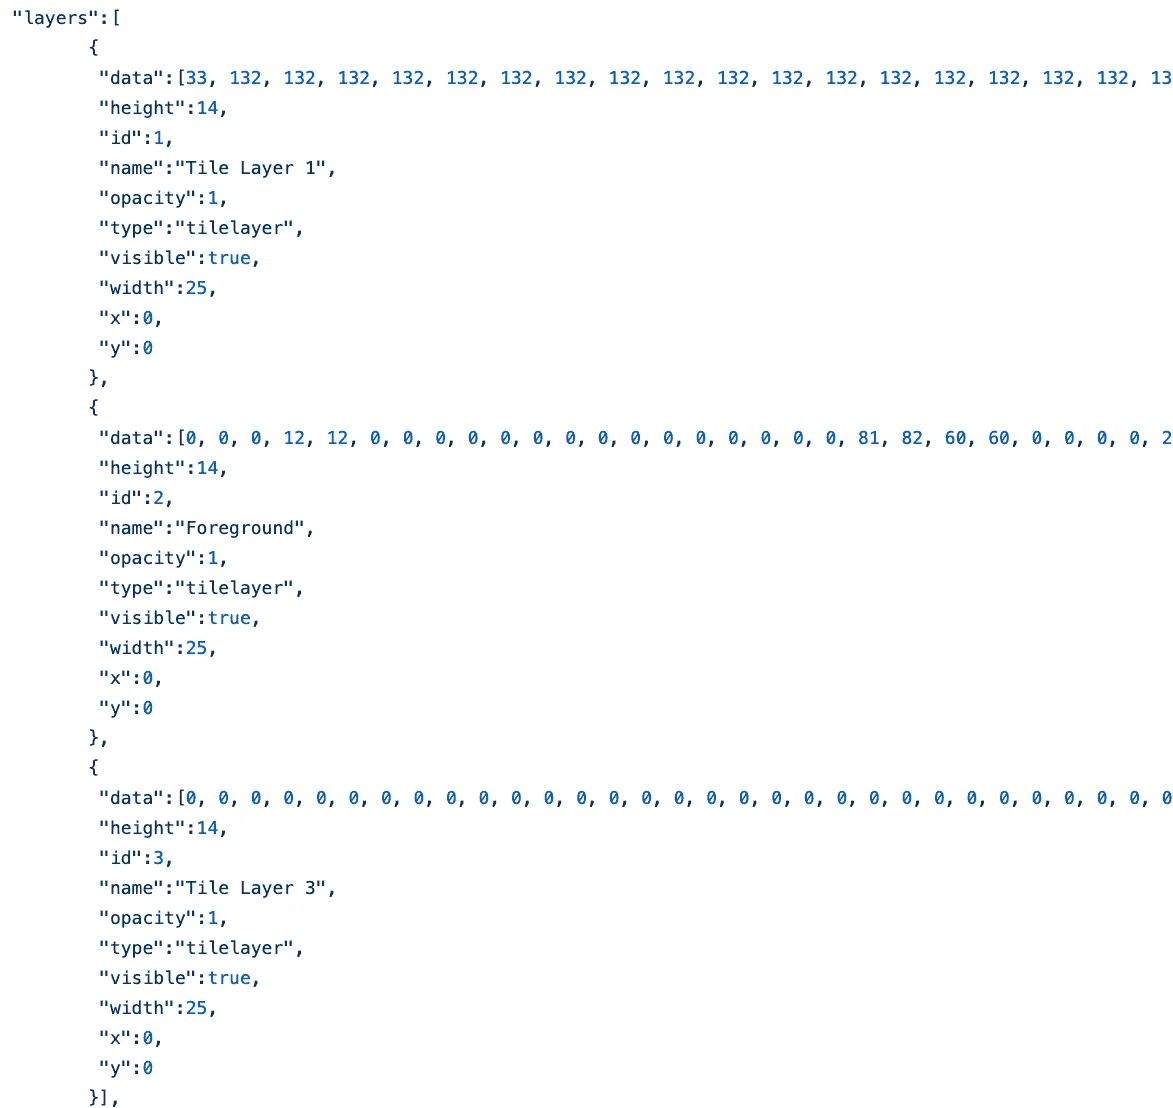 "layers":[
{
"data":[33, 132, 132, 132, 132, 132, 132, 132, 132, 132, 132, 132, 132, 132, 132, 132, 132, 132, 13
"height":14,
"id":1,
"name":"Tile Layer 1",
"opacity":1,
"type":"tilelayer",
"visible":true,
"width":25,
"x":0,
"y":0
},
{
"data":[0, 0, 0, 12, 12, 0, 0, 0, 0, 0, 0, 0, 0, 0, 0, 0, 0, 0, 0, 0, 81, 82, 60, 60, 0, 0, 0, 0, 2
"height":14,
"id":2,
"name":"Foreground",
"opacity":1,
"type":"tilelayer",
"visible":true,
"width":25,
"x":0,
"y":0
},
{
"data":[0, 0, 0, 0, 0, 0, 0, 0, 0, 0, 0, 0, 0, 0, 0, 0, 0, 0, 0, 0, 0, 0, 0, 0, 0, 0, 0, 0, 0, 0, 0
"height":14,
"id":3,
"name":"Tile Layer 3",
"opacity":1,
"type":"tilelayer",
"visible":true,
"width":25,
"x":0,
"y":0
}],